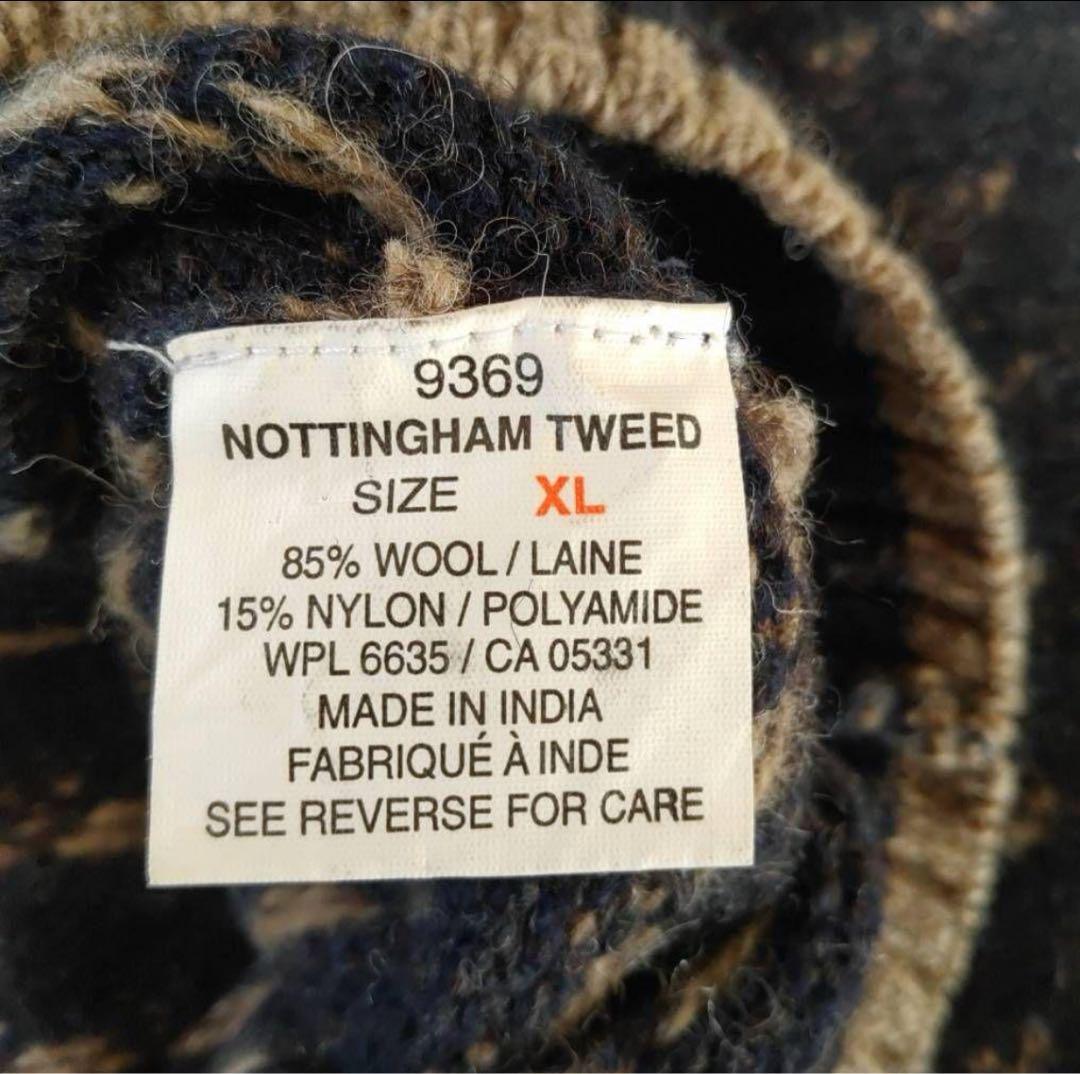 9369
NOTTINGHAM TWEED
SIZE XL
85% WOOL / LAINE
15% NYLON / POLYAMIDE
WPL 6635 / CA 05331
MADE IN INDIA
FABRIQUÉ À INDE
SEE REVERSE FOR CARE